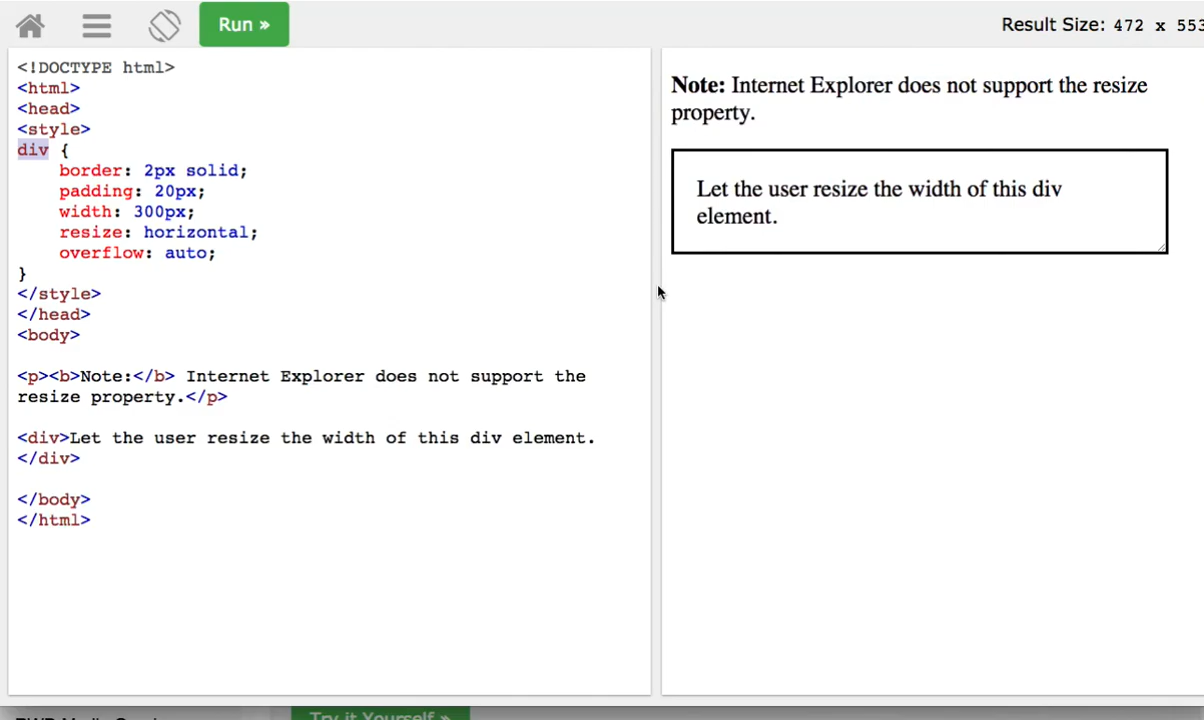 Run »
Result Size: 472 x 553
<!DOCTYPE html>
<html>
<head>
<style>
div {
border: 2px solid;
padding: 20px;
width: 300px;
resize: horizontal;
overflow: auto;
}
</style>
</head>
<body>
<p><b>Note:</b> Internet Explorer does not support the
resize property.</p>
<div>Let the user resize the width of this div element.
</div>
</body>
</html>
Note: Internet Explorer does not support the resize
property.
Let the user resize the width of this div
element.
Try it Yourself »